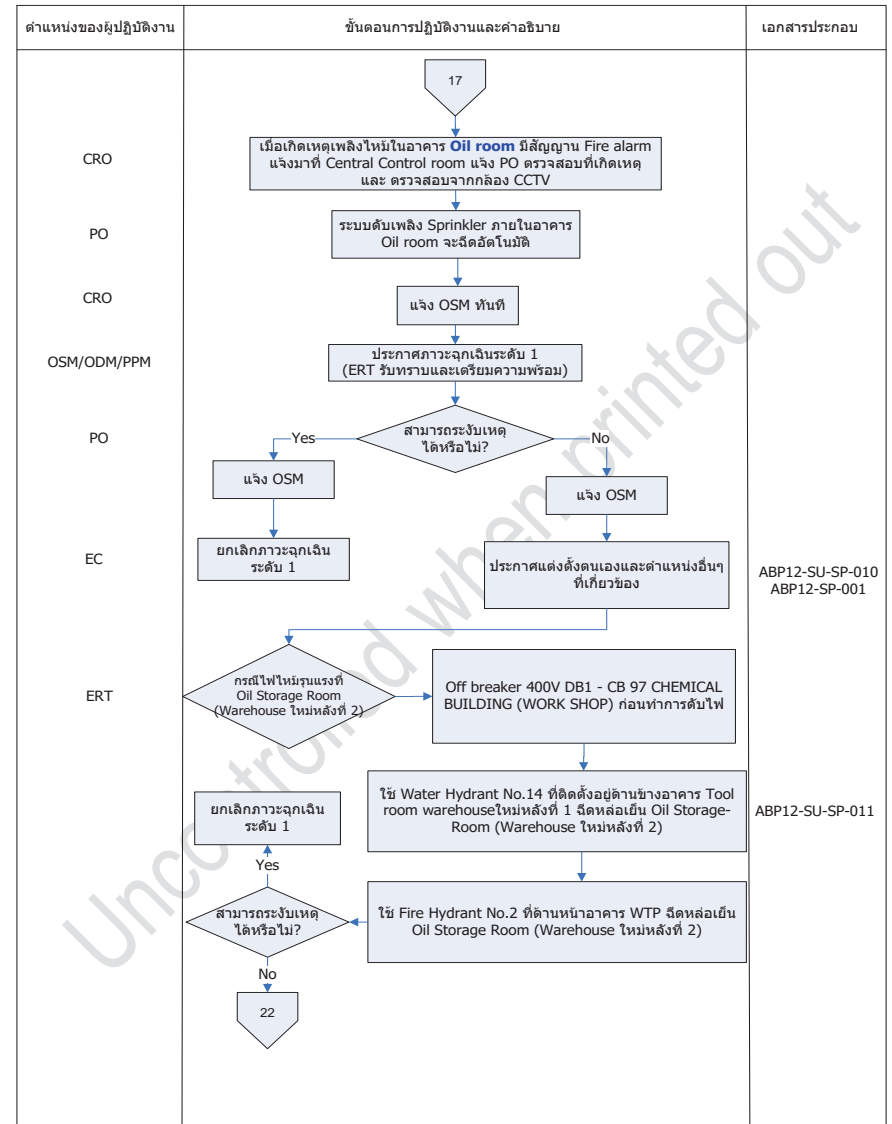 ตำแหน่งของผู้ปฏิบัติงาน
ขั้นตอนการปฏิบัติงานและคำอธิบาย
เอกสารประกอบ
17
CRO
เมื่อเกิดเหตุเพลิงไหม้ในอาคาร Oil room มีสัญญาน Fire alarm
แจ้งมาที่ Central Control room แจ้ง PO ตรวจสอบที่เกิดเหตุ
และ ตรวจสอบจากกล้อง CCTV
PO
ระบบดับเพลิง Sprinkler ภายในอาคาร
Oil room จะฉีดอัตโนมัติ
CRO
แจ้ง OSM ทันที
OSM/ODM/PPM
ประกาศภาวะฉุกเฉินระดับ 1
(ERT รับทราบและเตรียมความพร้อม)
PO
สามารถระงับเหตุ
ได้หรือไม่?
Yes
No
แจ้ง OSM
แจ้ง OSM
EC
ยกเลิกภาวะฉุกเฉิน
ระดับ 1
ประกาศแต่งตั้งตนเองและตำแหน่งอื่นๆ
ที่เกี่ยวข้อง
ABP12-SU-SP-010
ABP12-SP-001
ERT
กรณีไฟไหม้รุนแรงที่
Oil Storage Room
(Warehouse ใหม่หลังที่ 2)
Off breaker 400V DB1 - CB 97 CHEMICAL
BUILDING (WORK SHOP) ก่อนทำการดับไฟ
ใช้ Water Hydrant No.14 ที่ติดตั้งอยู่ด้านข้างอาคาร Tool
room warehouseใหม่หลังที่ 1 ฉีดหล่อเย็น Oil Storage-
Room (Warehouse ใหม่หลังที่ 2)
ABP12-SU-SP-011
ยกเลิกภาวะฉุกเฉิน
ระดับ 1
Yes
สามารถระงับเหตุ
ได้หรือไม่?
ใช้ Fire Hydrant No.2 ที่ด้านหน้าอาคาร WTP ฉีดหล่อเย็น
Oil Storage Room (Warehouse ใหม่หลังที่ 2)
No
22
Uncontrolled when printed out